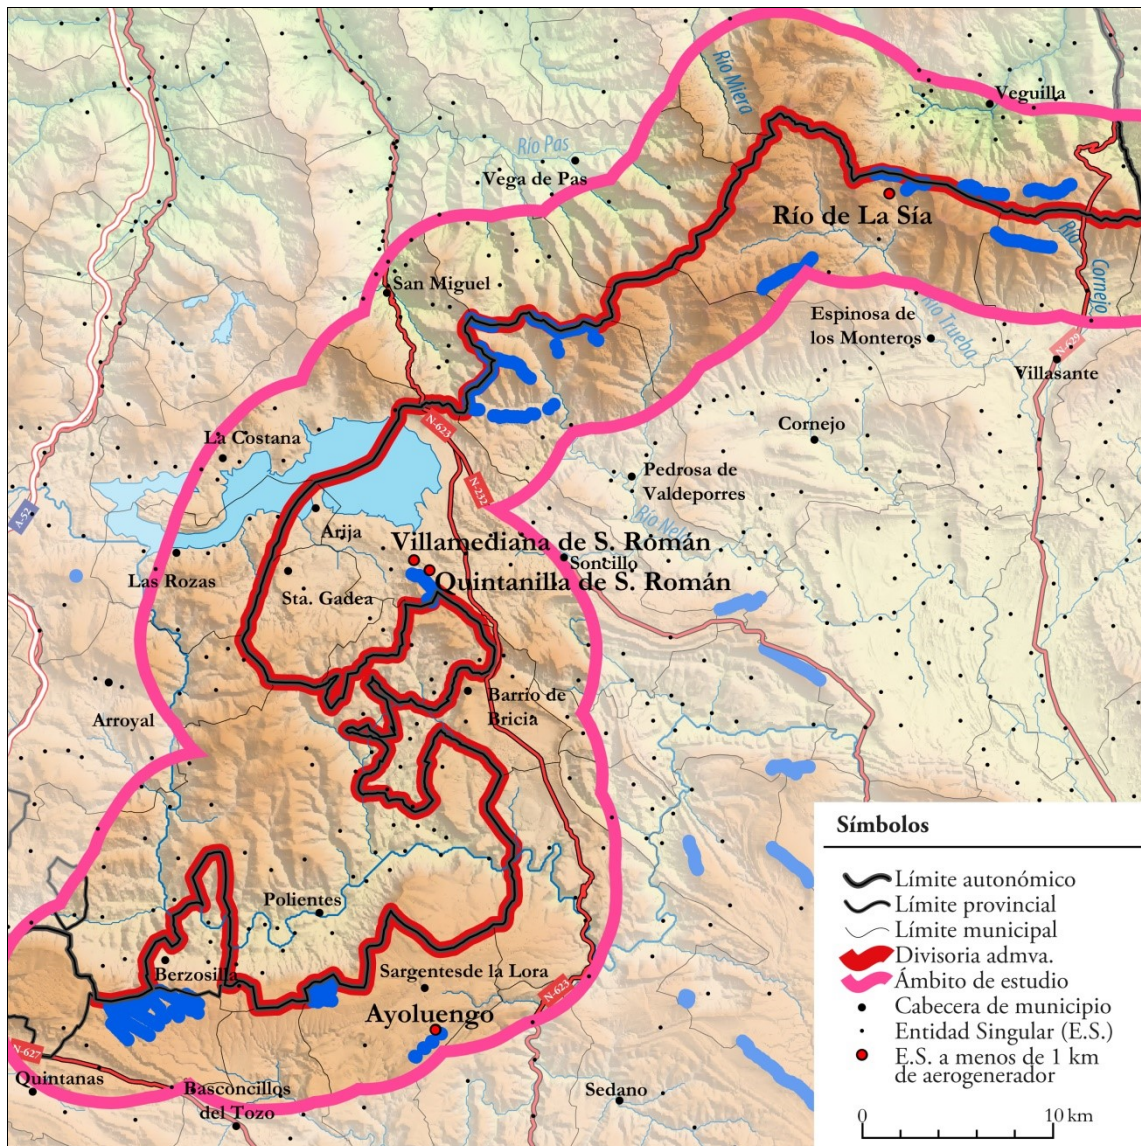 Río Miera
Veguilla
Río Pas
Vega de Pas
Río de La Sía
Río
Cornejo
San Miguel
Espinosa de
los Monteros
Río Trueba
N-629
Villasante
N-623
La Costana
Cornejo
N-232
Pedrosa de
Valdeporres
A-52
Arija
Río Nela
Villamediana de S. Román
Soncillo
Las Rozas
Quintanilla de S. Román
Sta. Gadea
Arroyal
Barrio de
Bricia
Polientes
Berzosilla
Sargentesde la Lora
N-623
Ayoluengo
N-627
Quintanas
Basconcillos
del Tozo
Sedano
Símbolos
Límite autonómico
Límite provincial
Límite municipal
Divisoria admva.
Ámbito de estudio
Cabecera de municipio
Entidad Singular (E.S.)
E.S. a menos de 1 km
de aerogenerador
0 10 km